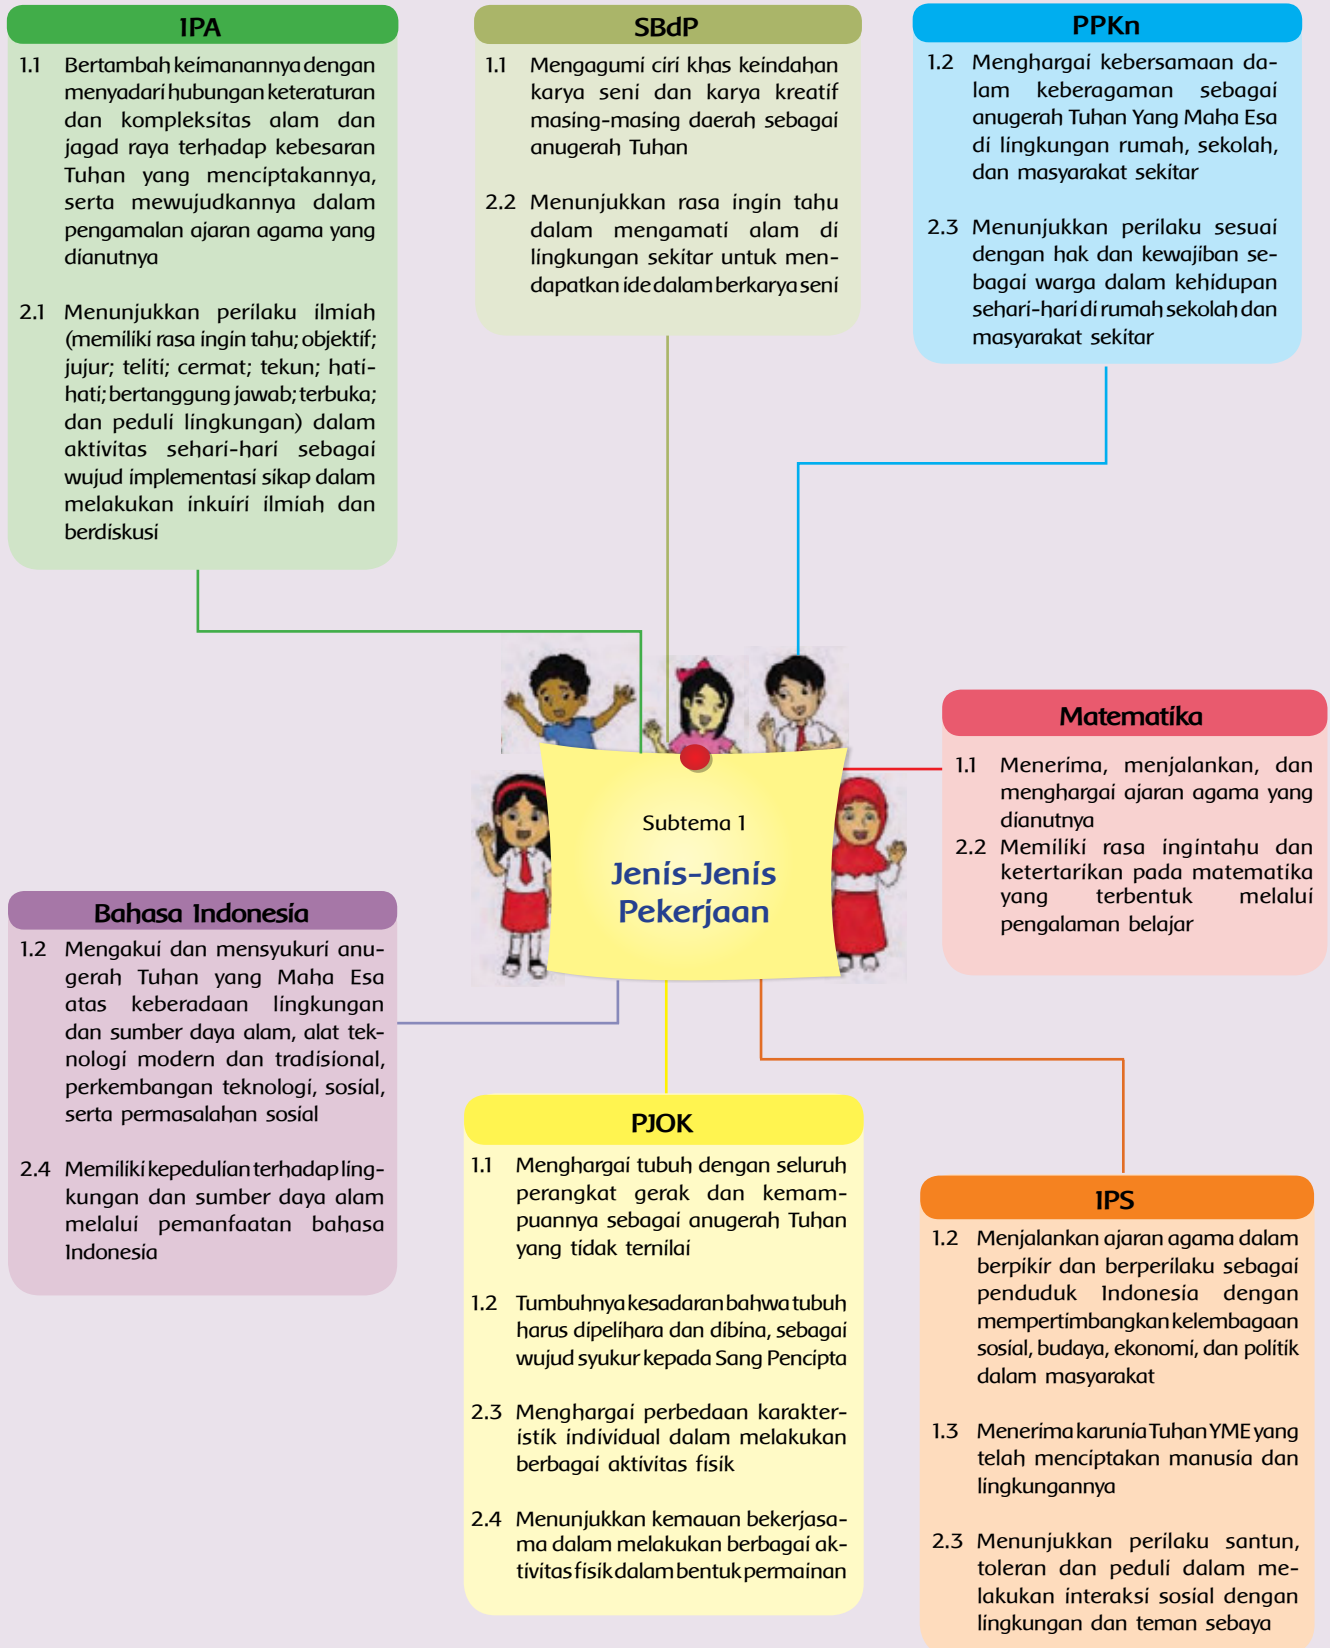 IPA
1.1 Bertambah keimanannya dengan
menyadari hubungan keteraturan
dan kompleksitas alam dan
jagad raya terhadap kebesaran
Tuhan yang menciptakannya,
serta mewujudkannya dalam
pengamalan ajaran agama yang
dianutnya
2.1 Menunjukkan perilaku ilmiah
(memiliki rasa ingin tahu; objektif;
jujur; teliti; cermat; tekun; hati-
hati; bertanggung jawab; terbuka;
dan peduli lingkungan) dalam
aktivitas sehari-hari sebagai
wujud implementasi sikap dalam
melakukan inkuiri ilmiah dan
berdiskusi
SBdP
1.1 Mengagumi ciri khas keindahan
karya seni dan karya kreatif
masing-masing daerah sebagai
anugerah Tuhan
2.2 Menunjukkan rasa ingin tahu
dalam mengamati alam di
lingkungan sekitar untuk men-
dapatkan ide dalam berkarya seni
PPKn
1.2 Menghargai kebersamaan da-
lam keberagaman sebagai
anugerah Tuhan Yang Maha Esa
di lingkungan rumah, sekolah,
dan masyarakat sekitar
2.3 Menunjukkan perilaku sesuai
dengan hak dan kewajiban se-
bagai warga dalam kehidupan
sehari-hari di rumah sekolah dan
masyarakat sekitar
Subtema 1
Jenis-Jenis
Pekerjaan
Matematika
1.1 Menerima, menjalankan, dan
menghargai ajaran agama yang
dianutnya
2.2 Memiliki rasa ingintahu dan
ketertarikan pada matematika
yang terbentuk melalui
pengalaman belajar
Bahasa Indonesia
1.2 Mengakui dan mensyukuri anu-
gerah Tuhan yang Maha Esa
atas keberadaan lingkungan
dan sumber daya alam, alat tek-
nologi modern dan tradisional,
perkembangan teknologi, sosial,
serta permasalahan sosial
2.4 Memiliki kepedulian terhadap ling-
kungan dan sumber daya alam
melalui pemanfaatan bahasa
Indonesia
PJOK
1.1 Menghargai tubuh dengan seluruh
perangkat gerak dan kemam-
puannya sebagai anugerah Tuhan
yang tidak ternilai
1.2 Tumbuhnya kesadaran bahwa tubuh
harus dipelihara dan dibina, sebagai
wujud syukur kepada Sang Pencipta
2.3 Menghargai perbedaan karakter-
istik individual dalam melakukan
berbagai aktivitas fisik
2.4 Menunjukkan kemauan bekerjasa-
ma dalam melakukan berbagai ak-
tivitas fisik dalam bentuk permainan
IPS
1.2 Menjalankan ajaran agama dalam
berpikir dan berperilaku sebagai
penduduk Indonesia dengan
mempertimbangkan kelembagaan
sosial, budaya, ekonomi, dan politik
dalam masyarakat
1.3 Menerima karunia Tuhan YME yang
telah menciptakan manusia dan
lingkungannya
2.3 Menunjukkan perilaku santun,
toleran dan peduli dalam me-
lakukan interaksi sosial dengan
lingkungan dan teman sebaya